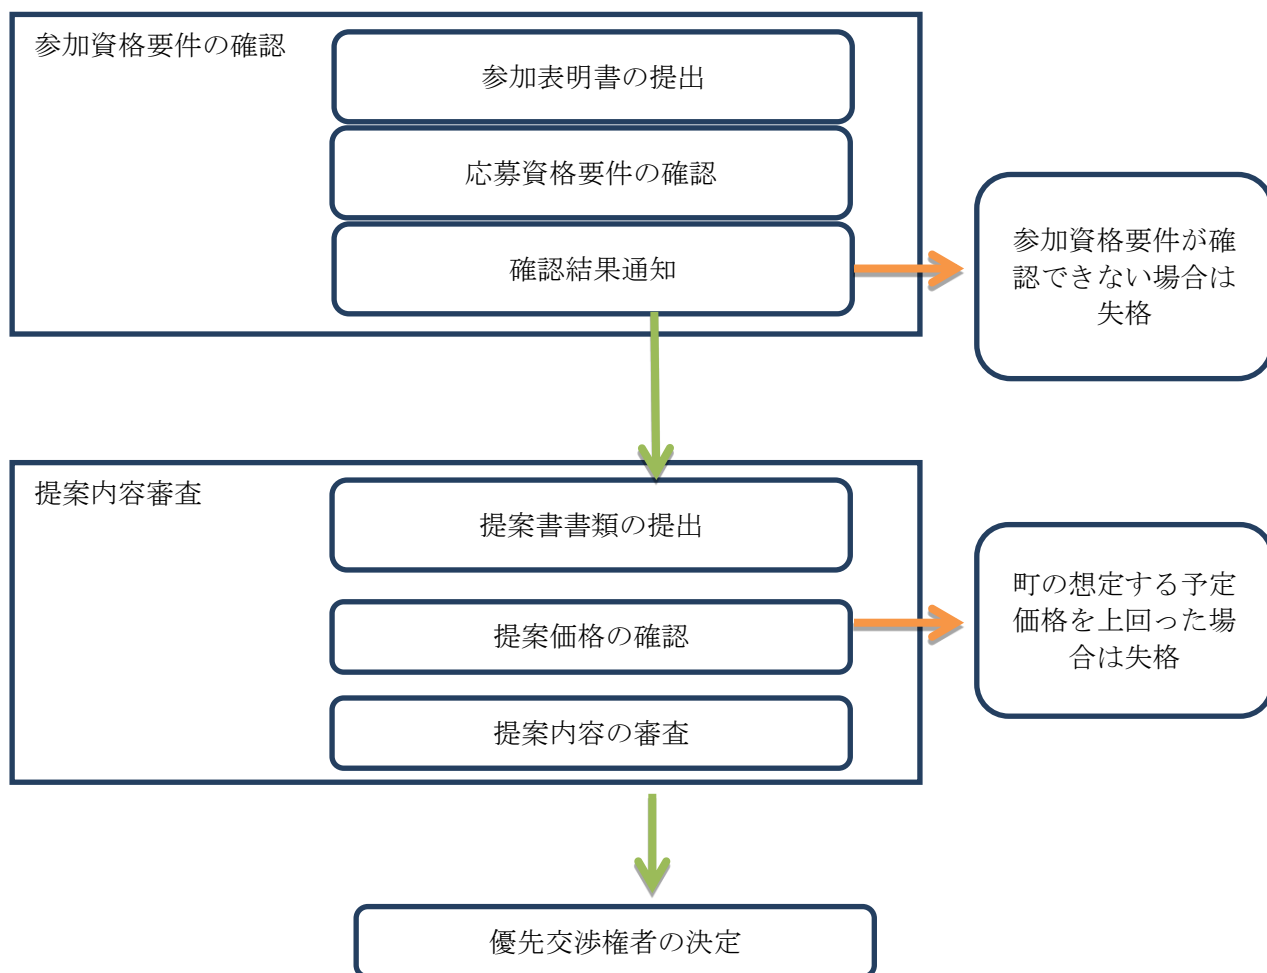 参加資格要件の確認
参加表明書の提出
応募資格要件の確認
確認結果通知
参加資格要件が確
認できない場合は
失格
提案内容審査
提案書書類の提出
提案価格の確認
町の想定する予定
価格を上回った場
合は失格
提案内容の審査
優先交渉権者の決定